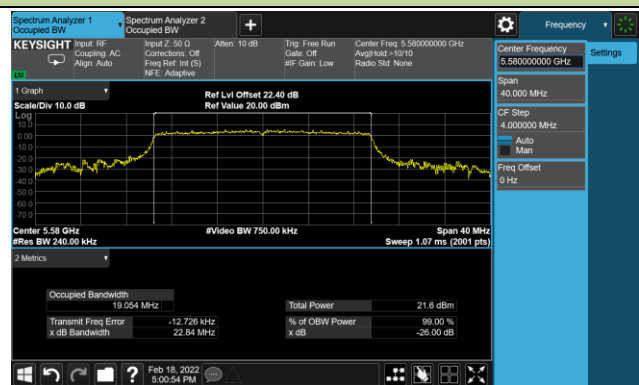 Spectrum Analyzer 1
Occupied BW
Spectrum Analyzer 2
Occupied BW
+
Frequency
KEYSIGHT
Input: RF
Coupling: AC
Align: Auto
Input Z: 50 Ω
Corrections: Off
Freq Ref: Int (S)
NFE: Adaptive
Atten: 10 dB
Trig: Free Run
Gate: Off
#IF Gain: Low
Center Freq: 5.580000000 GHz
Avg|Hold:>10/10
Radio Std: None
Center Frequency
5.580000000 GHz
Settings
Span
40.000 MHz
CF Step
4.000000 MHz
Auto
Man
Freq Offset
0 Hz
1 Graph
Scale/Div 10.0 dB
Ref Lvl Offset 22.40 dB
Ref Value 20.00 dBm
Log
10.0
0.00
-10.0
-20.0
-30.0
-40.0
-50.0
-60.0
-70.0
Center 5.58 GHz
#Res BW 240.00 kHz
#Video BW 750.00 kHz
Span 40 MHz
Sweep 1.07 ms (2001 pts)
2 Metrics
Occupied Bandwidth
19.054 MHz
Total Power 21.6 dBm
Transmit Freq Error -12.726 kHz
% of OBW Power 99.00 %
x dB Bandwidth 22.84 MHz
x dB -26.00 dB
?
Feb 18, 2022
5:00:54 PM